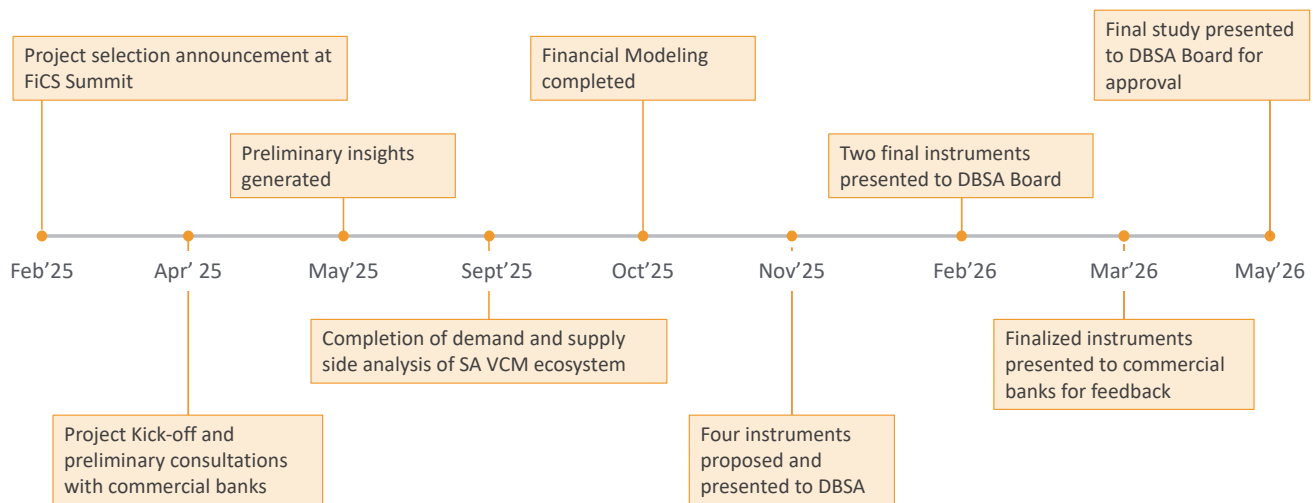 Project selection announcement at
FiCS Summit
Financial Modeling
completed
Final study presented
to DBSA Board for
approval
Preliminary insights
generated
Two final instruments
presented to DBSA Board
Feb’25
Apr’ 25
May’25
Sept’25
Oct’25
Nov’25
Feb’26
Mar’26
May’26
Completion of demand and supply
side analysis of SA VCM ecosystem
Finalized instruments
presented to commercial
banks for feedback
Project Kick-off and
preliminary consultations
with commercial banks
Four instruments
proposed and
presented to DBSA